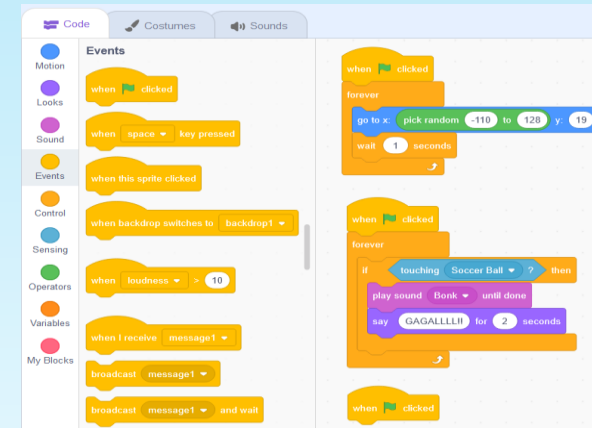 Code Costumes Sounds
Motion
Looks
Sound
Events
Control
Sensing
Operators
Variables
My Blocks
Events
when clicked
when space key pressed
when this sprite clicked
when backdrop switches to backdrop1
when loudness > 10
when I receive message1
broadcast message1
broadcast message1 and wait
when clicked
forever
go to x: pick random -110 to 128 y: 19
wait 1 seconds
when clicked
forever
if touching Soccer Ball ? then
play sound Bonk until done
say GAGALLLL!! for 2 seconds
when clicked